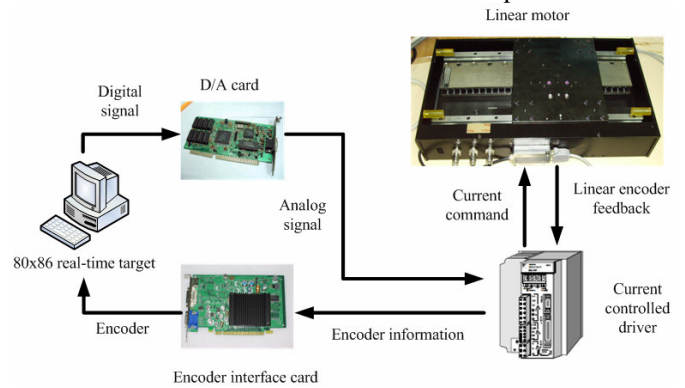 Linear motor
D/A card
Digital
signal
Analog
signal
Current
command
Linear encoder
feedback
80x86 real-time target
Current
controlled
driver
Encoder
Encoder information
Encoder interface card